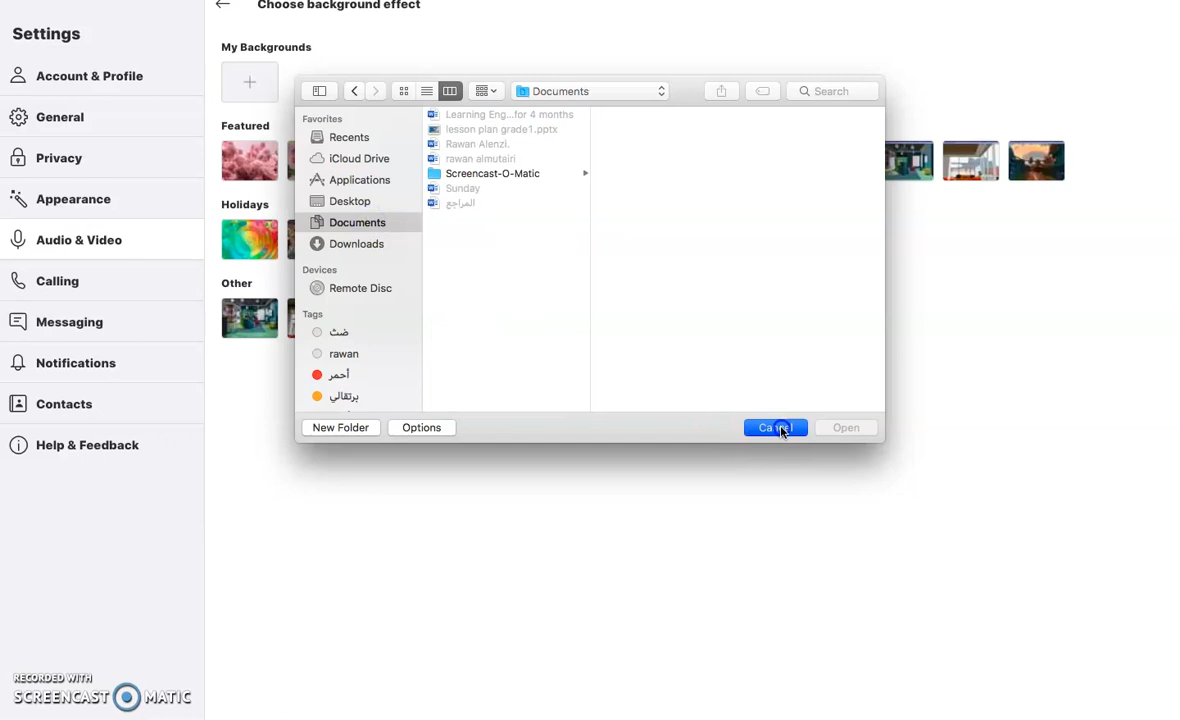 Settings
Account & Profile
General
Privacy
Appearance
Audio & Video
Calling
Messaging
Notifications
Contacts
Help & Feedback
RECORDED WITH
SCREENCAST MATIC
Choose background effect
My Backgrounds
Featured
Holidays
Other
Documents
Search
Favorites
Recents
iCloud Drive
Applications
Desktop
Documents
Downloads
Devices
Remote Disc
Tags
ضث
rawan
أحمر
برتقالي
Learning Eng...for 4 months
lesson plan grade1.pptx
Rawan Alenzi.
rawan almutairi
Screencast-O-Matic
Sunday
المراجع
New Folder
Options
Cancel
Open